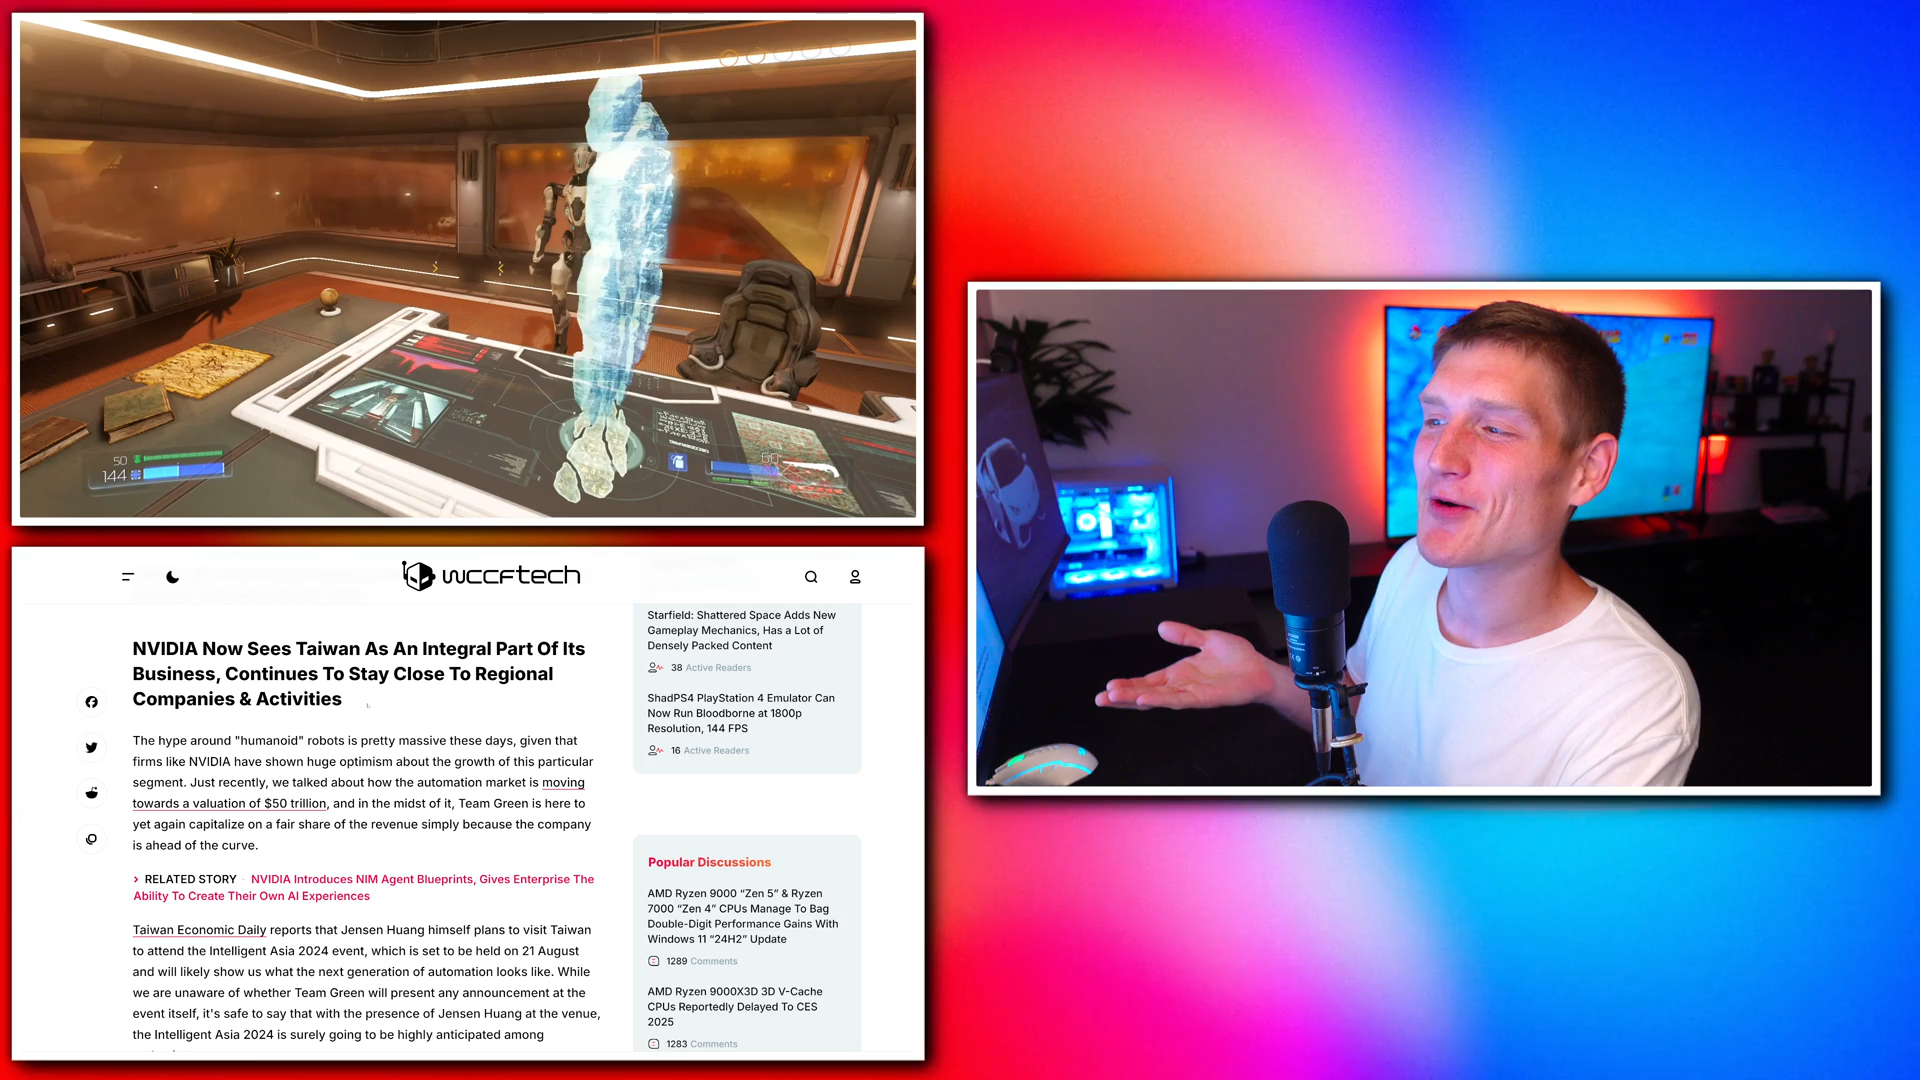 50
144
50
wccftech
NVIDIA Now Sees Taiwan As An Integral Part Of Its
Business, Continues To Stay Close To Regional
Companies & Activities
The hype around "humanoid" robots is pretty massive these days, given that
firms like NVIDIA have shown huge optimism about the growth of this particular
segment. Just recently, we talked about how the automation market is moving
towards a valuation of $50 trillion, and in the midst of it, Team Green is here to
yet again capitalize on a fair share of the revenue simply because the company
is ahead of the curve.
RELATED STORY · NVIDIA Introduces NIM Agent Blueprints, Gives Enterprise The
Ability To Create Their Own AI Experiences
Taiwan Economic Daily reports that Jensen Huang himself plans to visit Taiwan
to attend the Intelligent Asia 2024 event, which is set to be held on 21 August
and will likely show us what the next generation of automation looks like. While
we are unaware of whether Team Green will present any announcement at the
event itself, it's safe to say that with the presence of Jensen Huang at the venue,
the Intelligent Asia 2024 is surely going to be highly anticipated among
Starfield: Shattered Space Adds New
Gameplay Mechanics, Has a Lot of
Densely Packed Content
38 Active Readers
ShadPS4 PlayStation 4 Emulator Can
Now Run Bloodborne at 1800p
Resolution, 144 FPS
16 Active Readers
Popular Discussions
AMD Ryzen 9000 “Zen 5” & Ryzen
7000 “Zen 4” CPUs Manage To Bag
Double-Digit Performance Gains With
Windows 11 “24H2” Update
1289 Comments
AMD Ryzen 9000X3D 3D V-Cache
CPUs Reportedly Delayed To CES
2025
1283 Comments